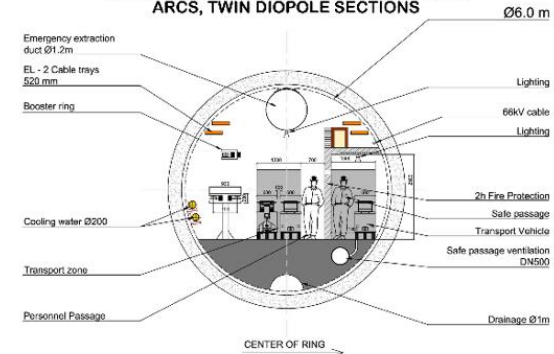 ARCS, TWIN DIOPOLE SECTIONS
Ø6.0 m
Emergency extraction
duct Ø1.2m
EL - 2 Cable trays
520 mm
Booster ring
Cooling water Ø200
Transport zone
Personnel Passage
Lighting
66kV cable
Lighting
2h Fire Protection
Safe passage
Transport Vehicle
Safe passage ventilation
DN500
Drainage Ø1m
CENTER OF RING
700